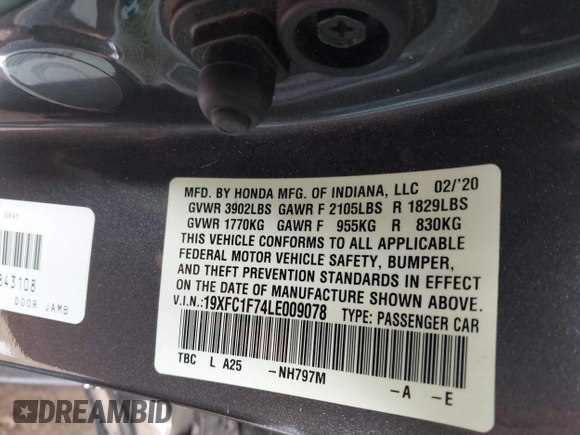 MFD. BY HONDA MFG. OF INDIANA, LLC 02/'20
GVWR 3902LBS GAWR F 2105LBS R 1829LBS
GVWR 1770KG GAWR F 955KG R 830KG
THIS VEHICLE CONFORMS TO ALL APPLICABLE
FEDERAL MOTOR VEHICLE SAFETY, BUMPER,
AND THEFT PREVENTION STANDARDS IN EFFECT
ON THE DATE OF MANUFACTURE SHOWN ABOVE.
V.I.N.:19XFC1F74LE009078 TYPE: PASSENGER CAR
TBC L A25 -NH797M -A -E
GRAY
843108
DOOR JAMB
DREAMBID